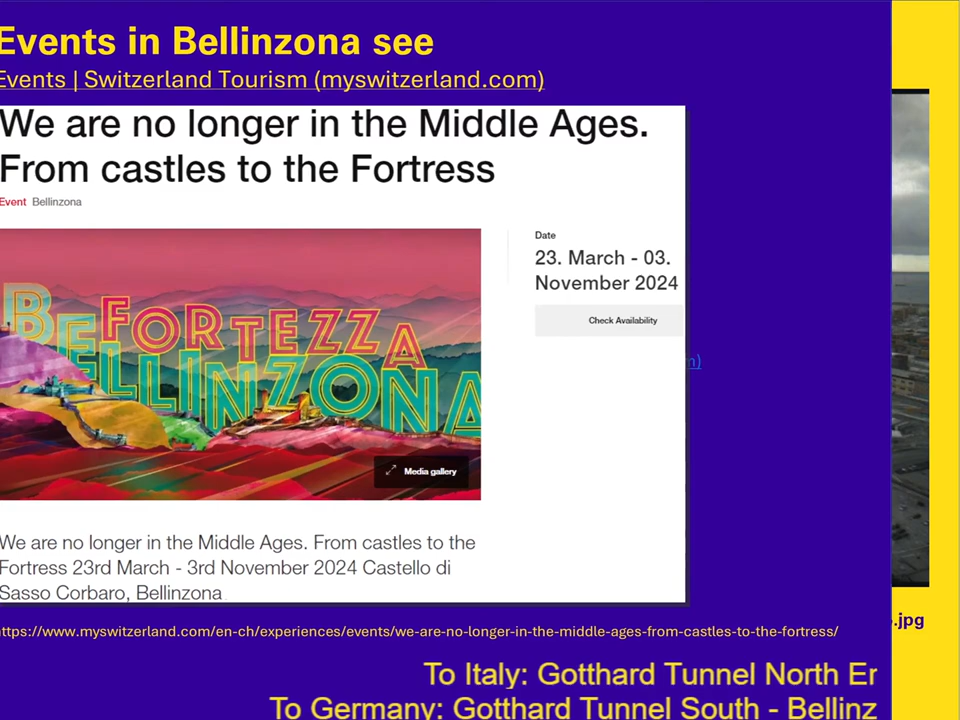 Events in Bellinzona see
Events | Switzerland Tourism (myswitzerland.com)
We are no longer in the Middle Ages.
From castles to the Fortress
Event Bellinzona
Date
23. March - 03.
November 2024
Check Availability
BE FORTEZZA
BELLINZONA
m)
Media gallery
We are no longer in the Middle Ages. From castles to the
Fortress 23rd March - 3rd November 2024 Castello di
Sasso Corbaro, Bellinzona
https://www.myswitzerland.com/en-ch/experiences/events/we-are-no-longer-in-the-middle-ages-from-castles-to-the-fortress/
.jpg
To Italy: Gotthard Tunnel North Er
To Germany: Gotthard Tunnel South - Bellinz